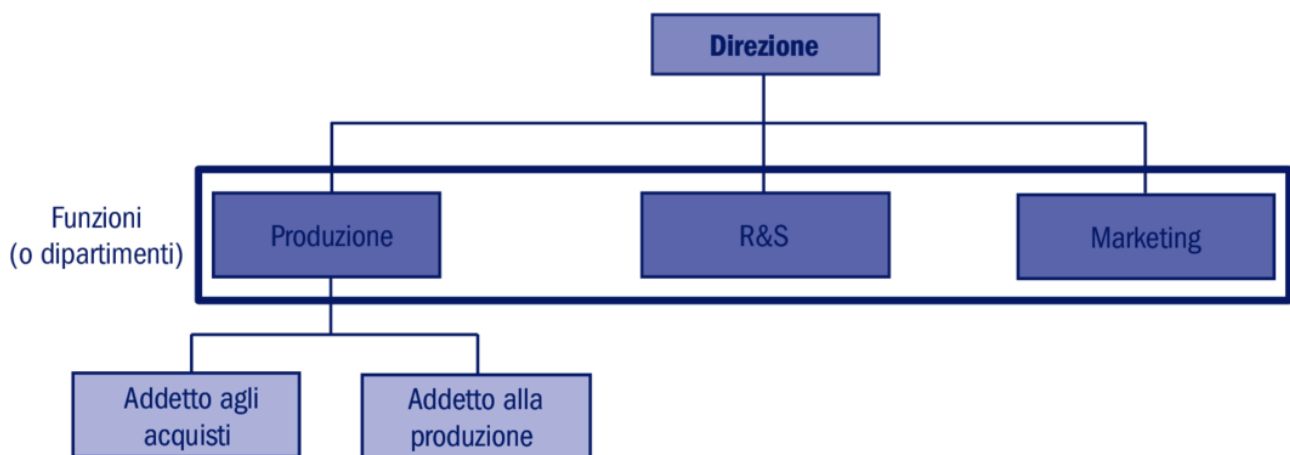 Direzione
Funzioni
(o dipartimenti)
Produzione
R&S
Marketing
Addetto agli
acquisti
Addetto alla
produzione